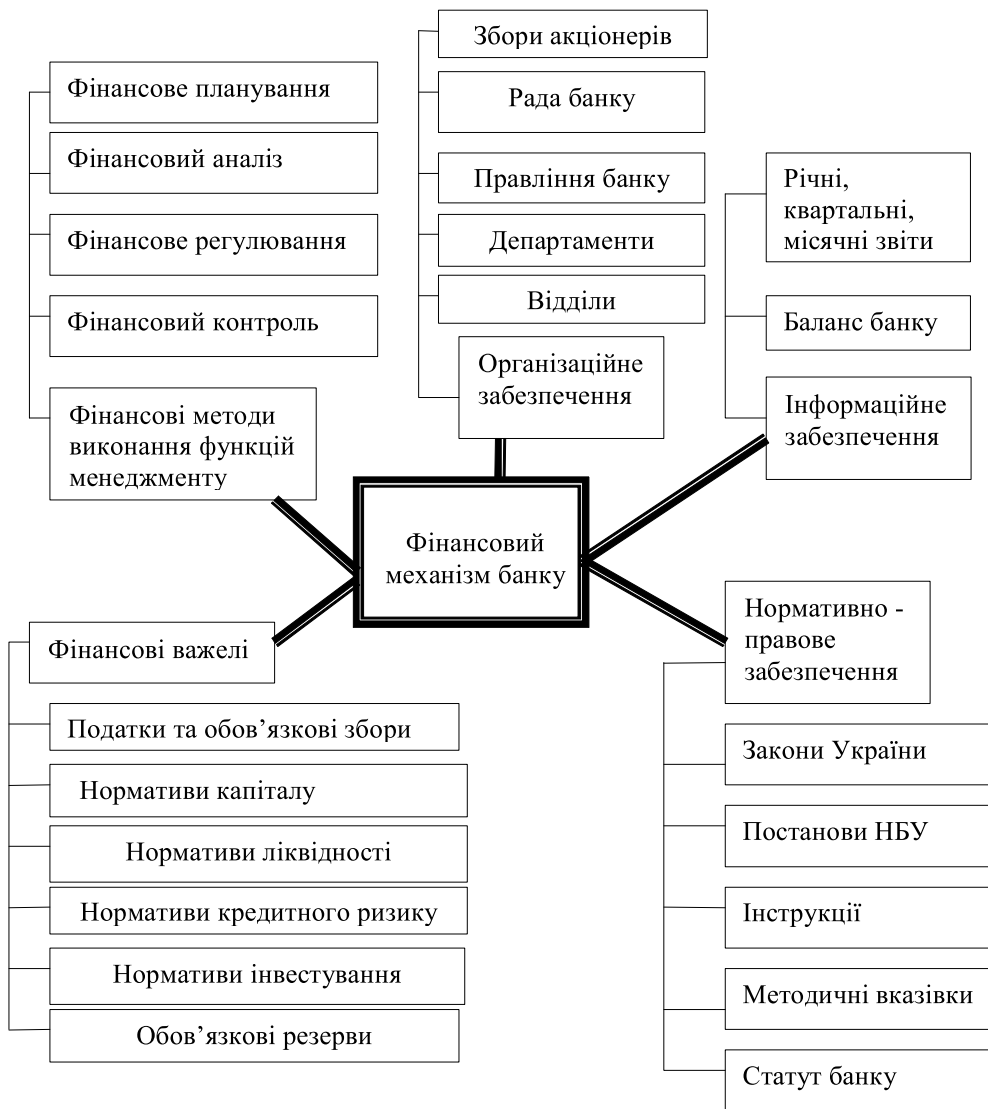 Фінансове планування
Фінансовий аналіз
Фінансове регулювання
Фінансовий контроль
Фінансові методи
виконання функцій
менеджменту
Збори акціонерів
Рада банку
Правління банку
Департаменти
Відділи
Організаційне
забезпечення
Річні,
квартальні,
місячні звіти
Баланс банку
Інформаційне
забезпечення
Фінансовий
механізм банку
Фінансові важелі
Податки та обов’язкові збори
Нормативи капіталу
Нормативи ліквідності
Нормативи кредитного ризику
Нормативи інвестування
Обов’язкові резерви
Нормативно -
правове
забезпечення
Закони України
Постанови НБУ
Інструкції
Методичні вказівки
Статут банку